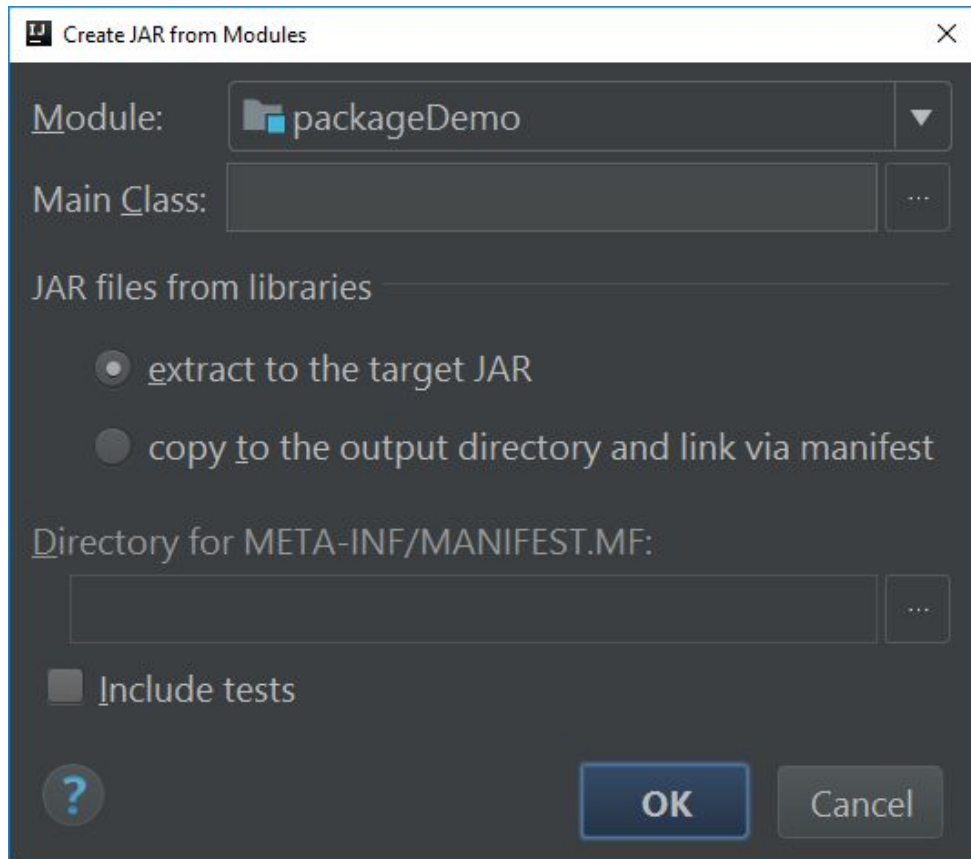 IJ
Create JAR from Modules
Module: packageDemo
Main Class: ...
JAR files from libraries
extract to the target JAR
copy to the output directory and link via manifest
Directory for META-INF/MANIFEST.MF:
...
Include tests
? OK Cancel